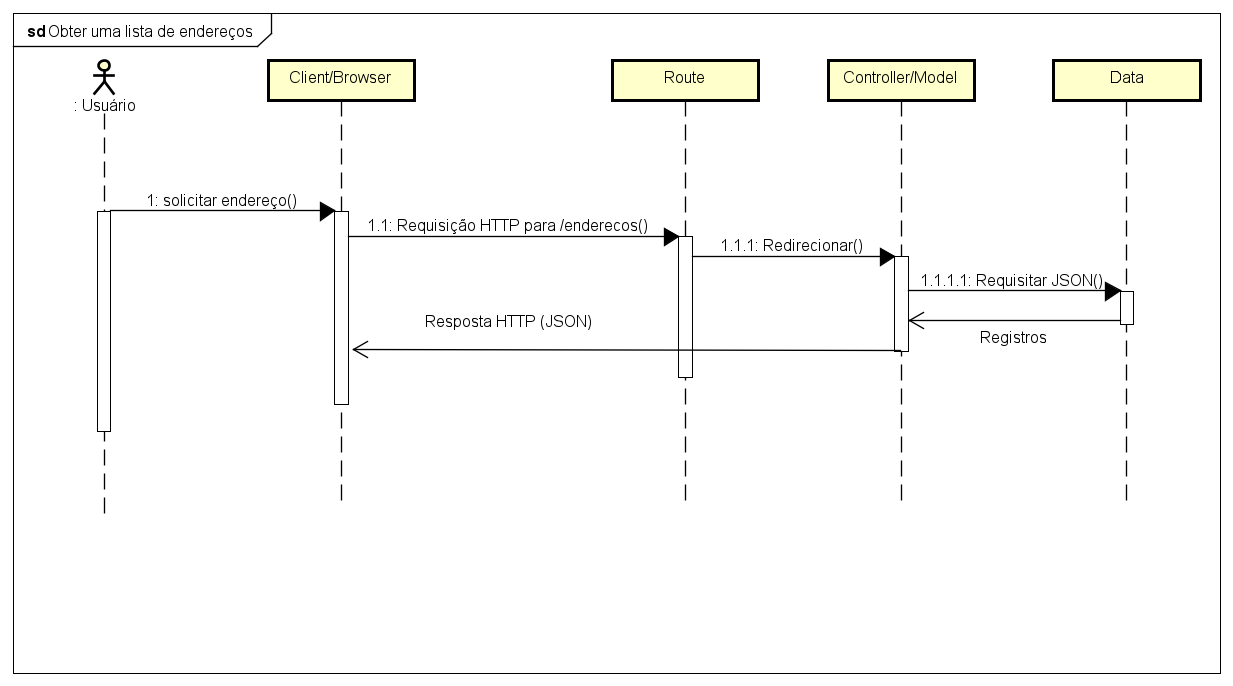 sd Obter uma lista de endereços
: Usuário
Client/Browser
Route
Controller/Model
Data
1: solicitar endereço()
1.1: Requisição HTTP para /enderecos()
1.1.1: Redirecionar()
1.1.1.1: Requisitar JSON()
Resposta HTTP (JSON)
Registros